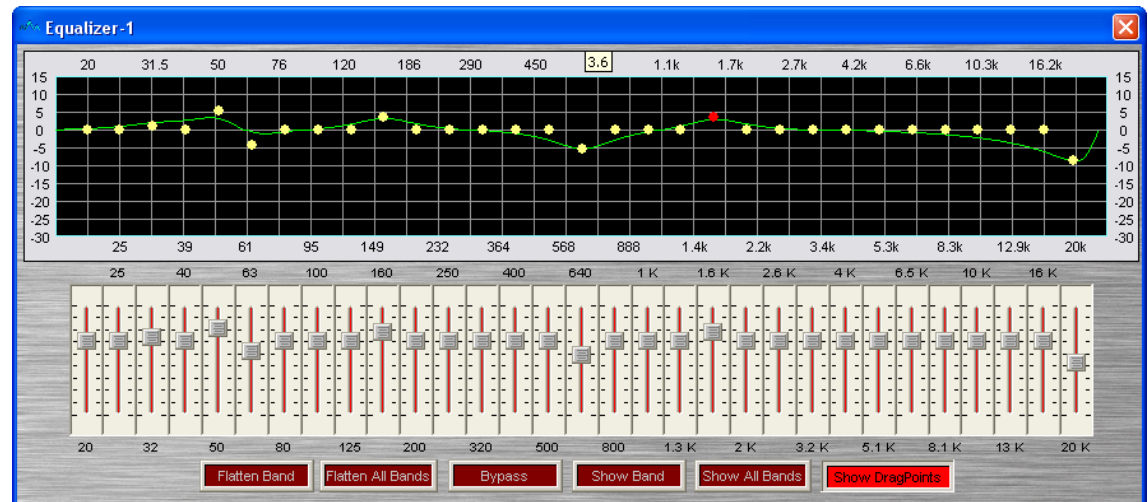 Equalizer-1
20 31.5 50 76 120 186 290 450 3.6 1.1k 1.7k 2.7k 4.2k 6.6k 10.3k 16.2k
15 15
10 10
5 5
0 0
-5 -5
-10 -10
-15 -15
-20 -20
-25 -25
-30 -30
25 39 61 95 149 232 364 568 888 1.4k 2.2k 3.4k 5.3k 8.3k 12.9k 20k
25 40 63 100 160 250 400 640 1 K 1.6 K 2.6 K 4 K 6.5 K 10 K 16 K
20 32 50 80 125 200 320 500 800 1.3 K 2 K 3.2 K 5.1 K 8.1 K 13 K 20 K
Flatten Band Flatten All Bands Bypass Show Band Show All Bands Show DragPoints